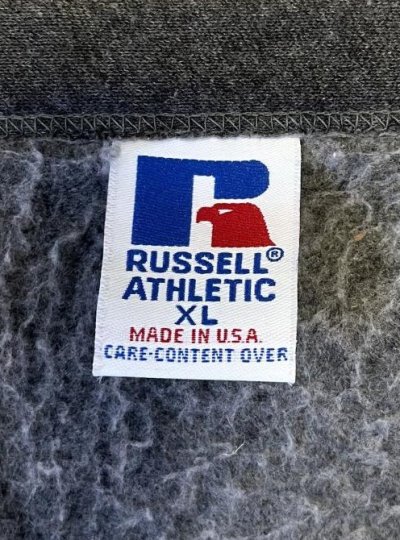 R
RUSSELL®
ATHLETIC
XL
MADE IN U.S.A.
CARE-CONTENT OVER